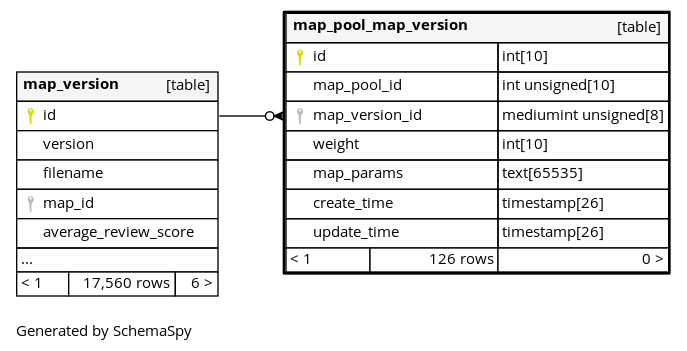 map_version [table]
id
version
filename
map_id
average_review_score
...
< 1 17,560 rows 6 >
map_pool_map_version [table]
id int[10]
map_pool_id int unsigned[10]
map_version_id mediumint unsigned[8]
weight int[10]
map_params text[65535]
create_time timestamp[26]
update_time timestamp[26]
< 1 126 rows 0 >
Generated by SchemaSpy